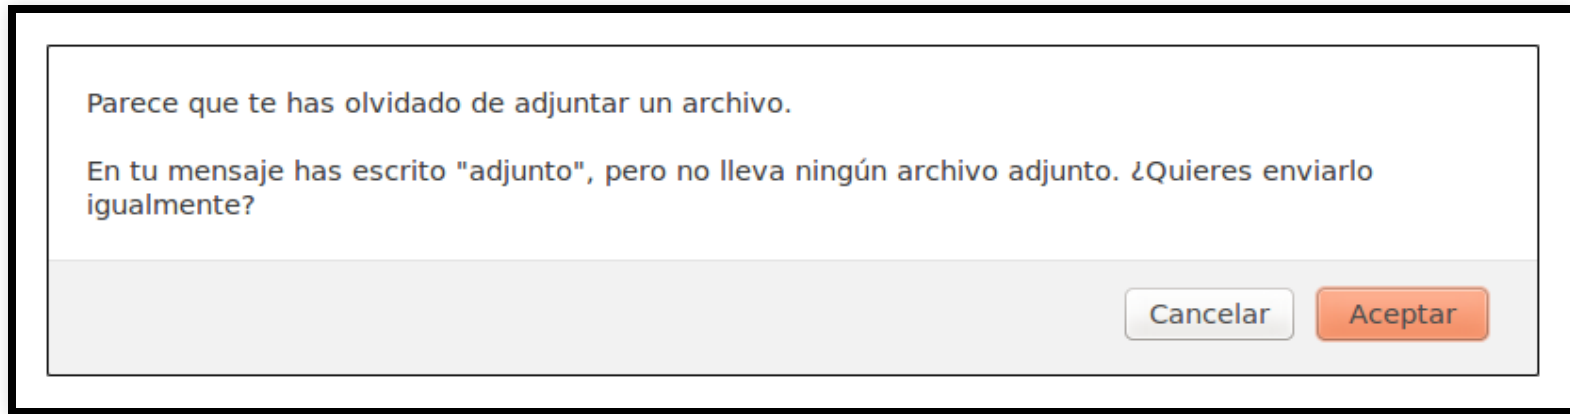 Parece que te has olvidado de adjuntar un archivo.
En tu mensaje has escrito "adjunto", pero no lleva ningún archivo adjunto. ¿Quieres enviarlo
igualmente?
Cancelar
Aceptar